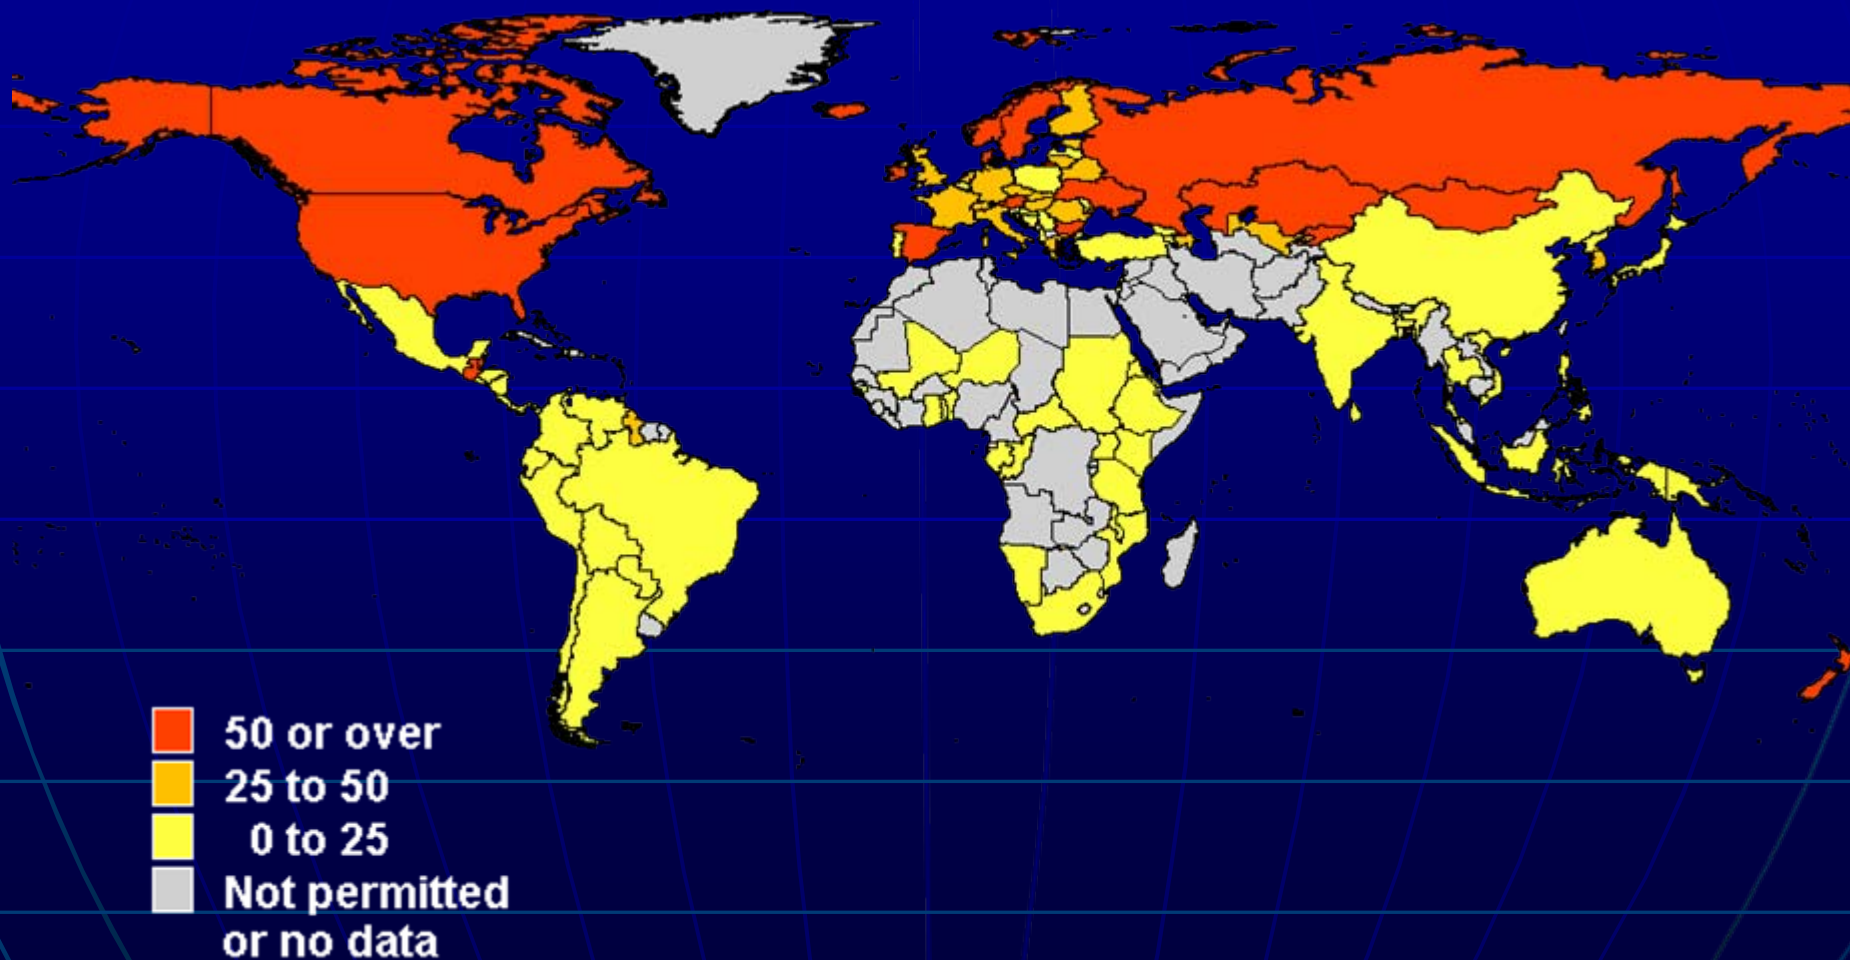 50 or over
25 to 50
0 to 25
Not permitted
or no data